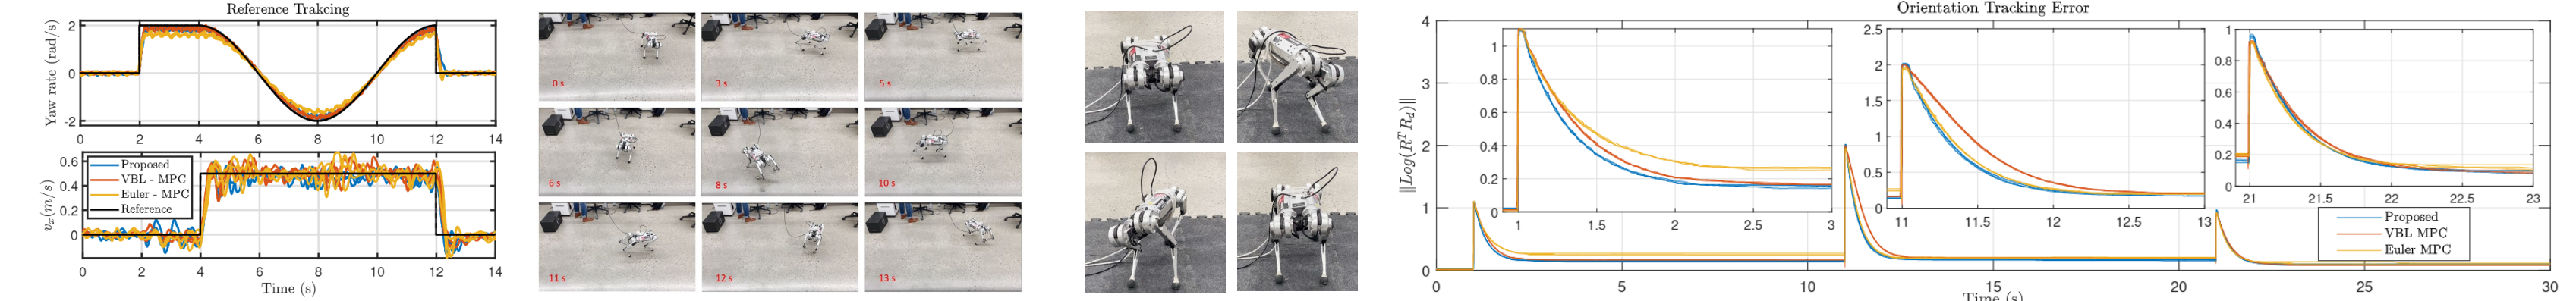 Reference Trakcing
Yaw rate (rad/s)
2
0
-2
0 2 4 6 8 10 12 14
v_x(m/s)
0.6
0.4
0.2
0
Proposed
VBL - MPC
Euler - MPC
Reference
0 2 4 6 8 10 12 14
Time (s)
0 s
3 s
5 s
6 s
8 s
10 s
11 s
12 s
13 s
Orientation Tracking Error
||Log(R^T R_d)||
4
3
2
1
0
1
0.8
0.6
0.4
0.2
0
1 1.5 2 2.5 3
2.5
2
1.5
1
0.5
0
11 11.5 12 12.5 13
1
0.8
0.6
0.4
0.2
0
21 21.5 22 22.5 23
Proposed
VBL MPC
Euler MPC
0 5 10 15 20 25 30
Time (s)